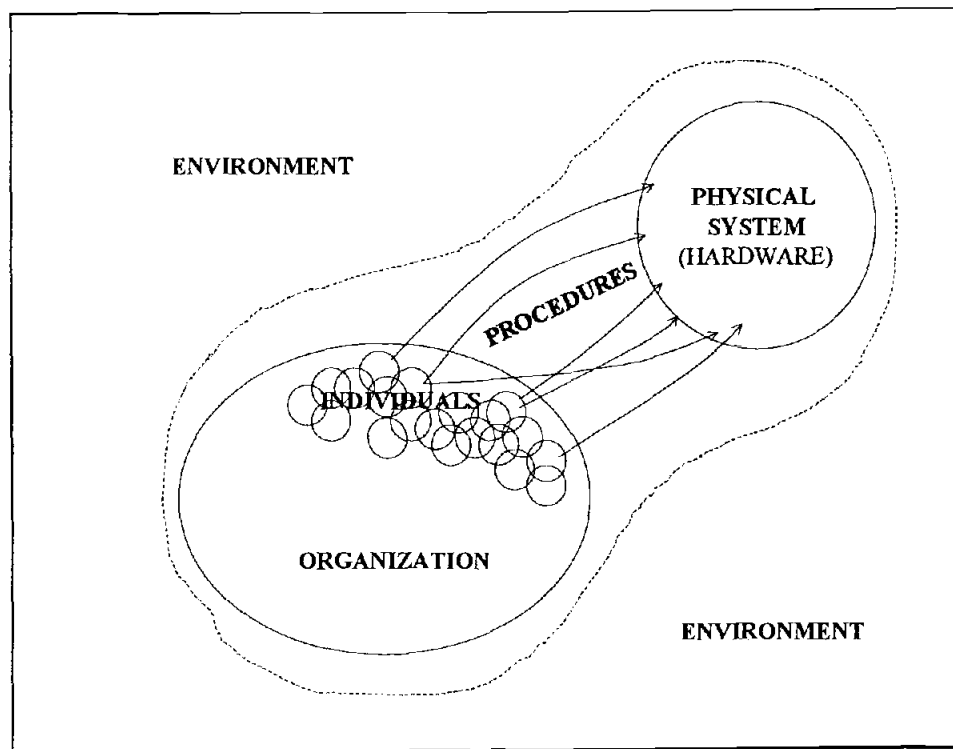 ENVIRONMENT
PHYSICAL
SYSTEM
(HARDWARE)
PROCEDURES
INDIVIDUALS
ORGANIZATION
ENVIRONMENT